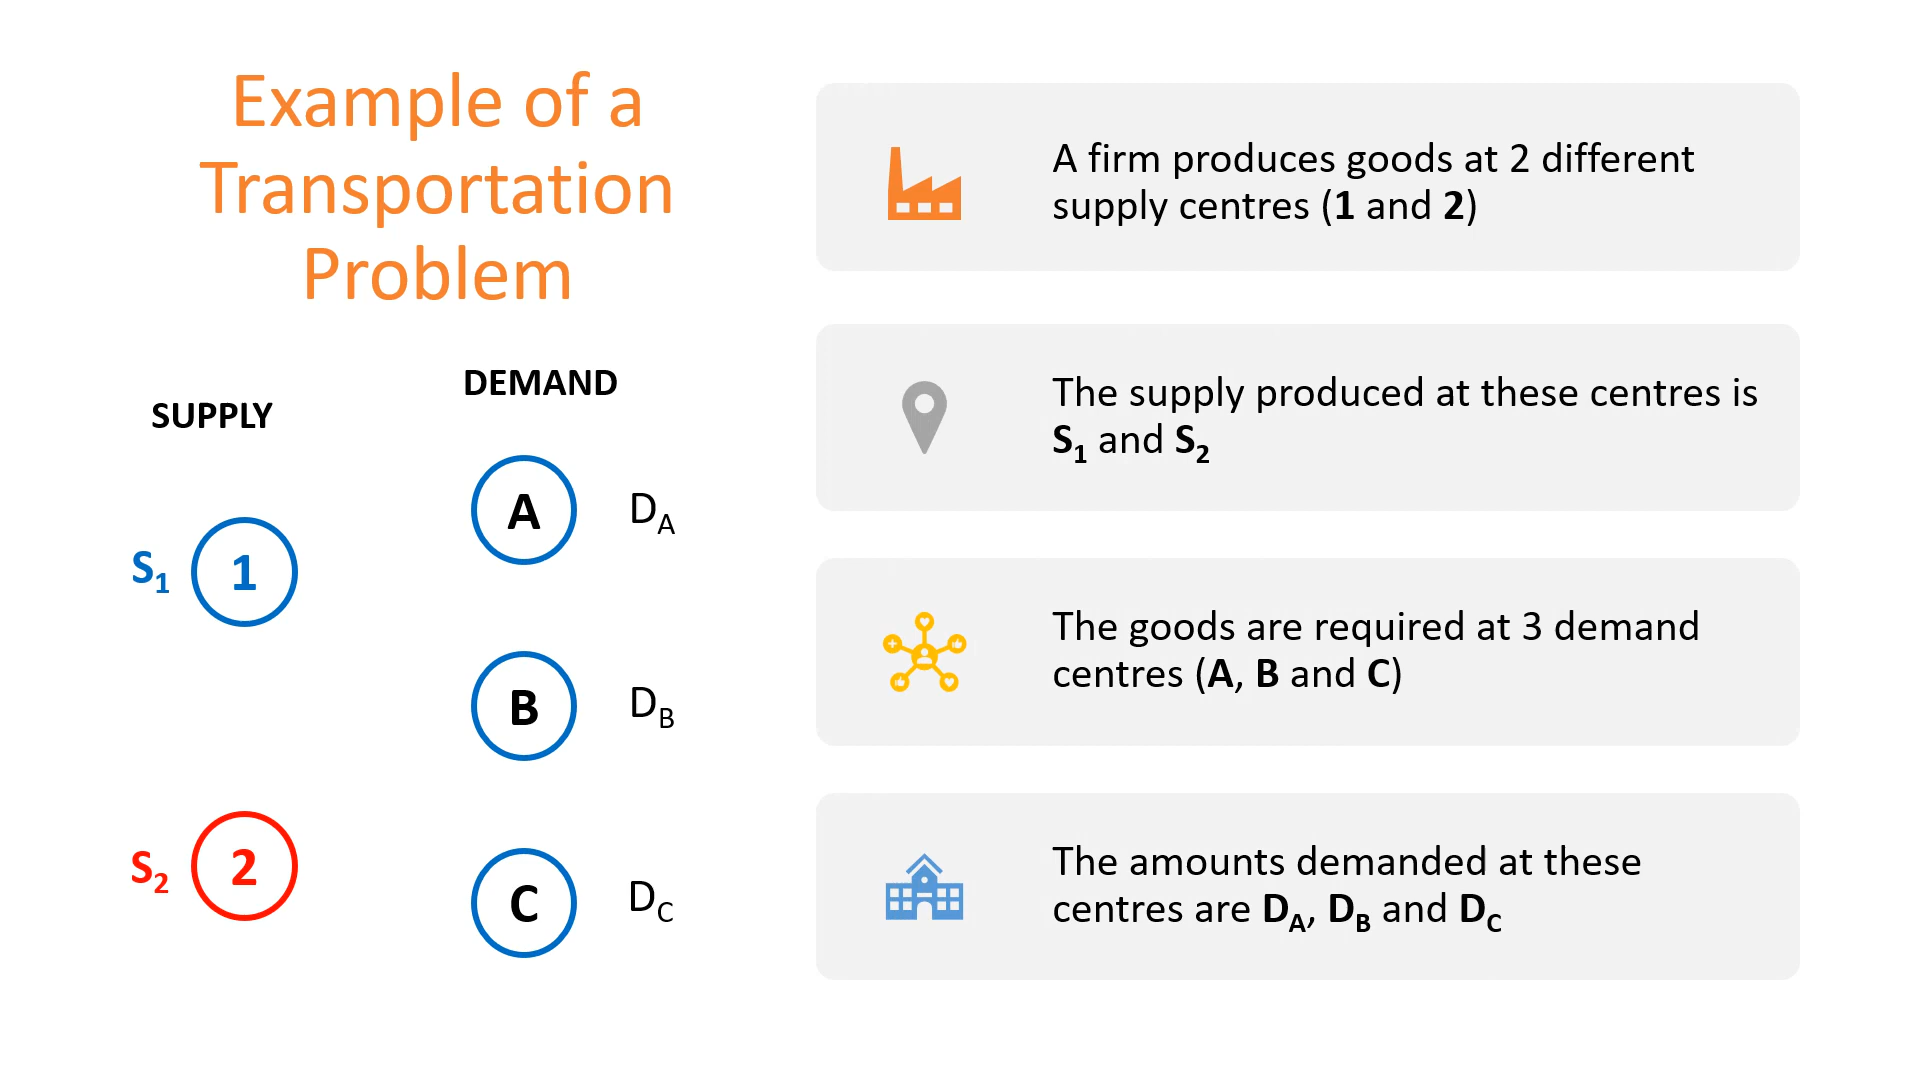 Example of a
Transportation
Problem
SUPPLY
DEMAND
S1
1
S2
2
A
DA
B
DB
C
DC
A firm produces goods at 2 different
supply centres (1 and 2)
The supply produced at these centres is
S1 and S2
The goods are required at 3 demand
centres (A, B and C)
The amounts demanded at these
centres are DA, DB and DC